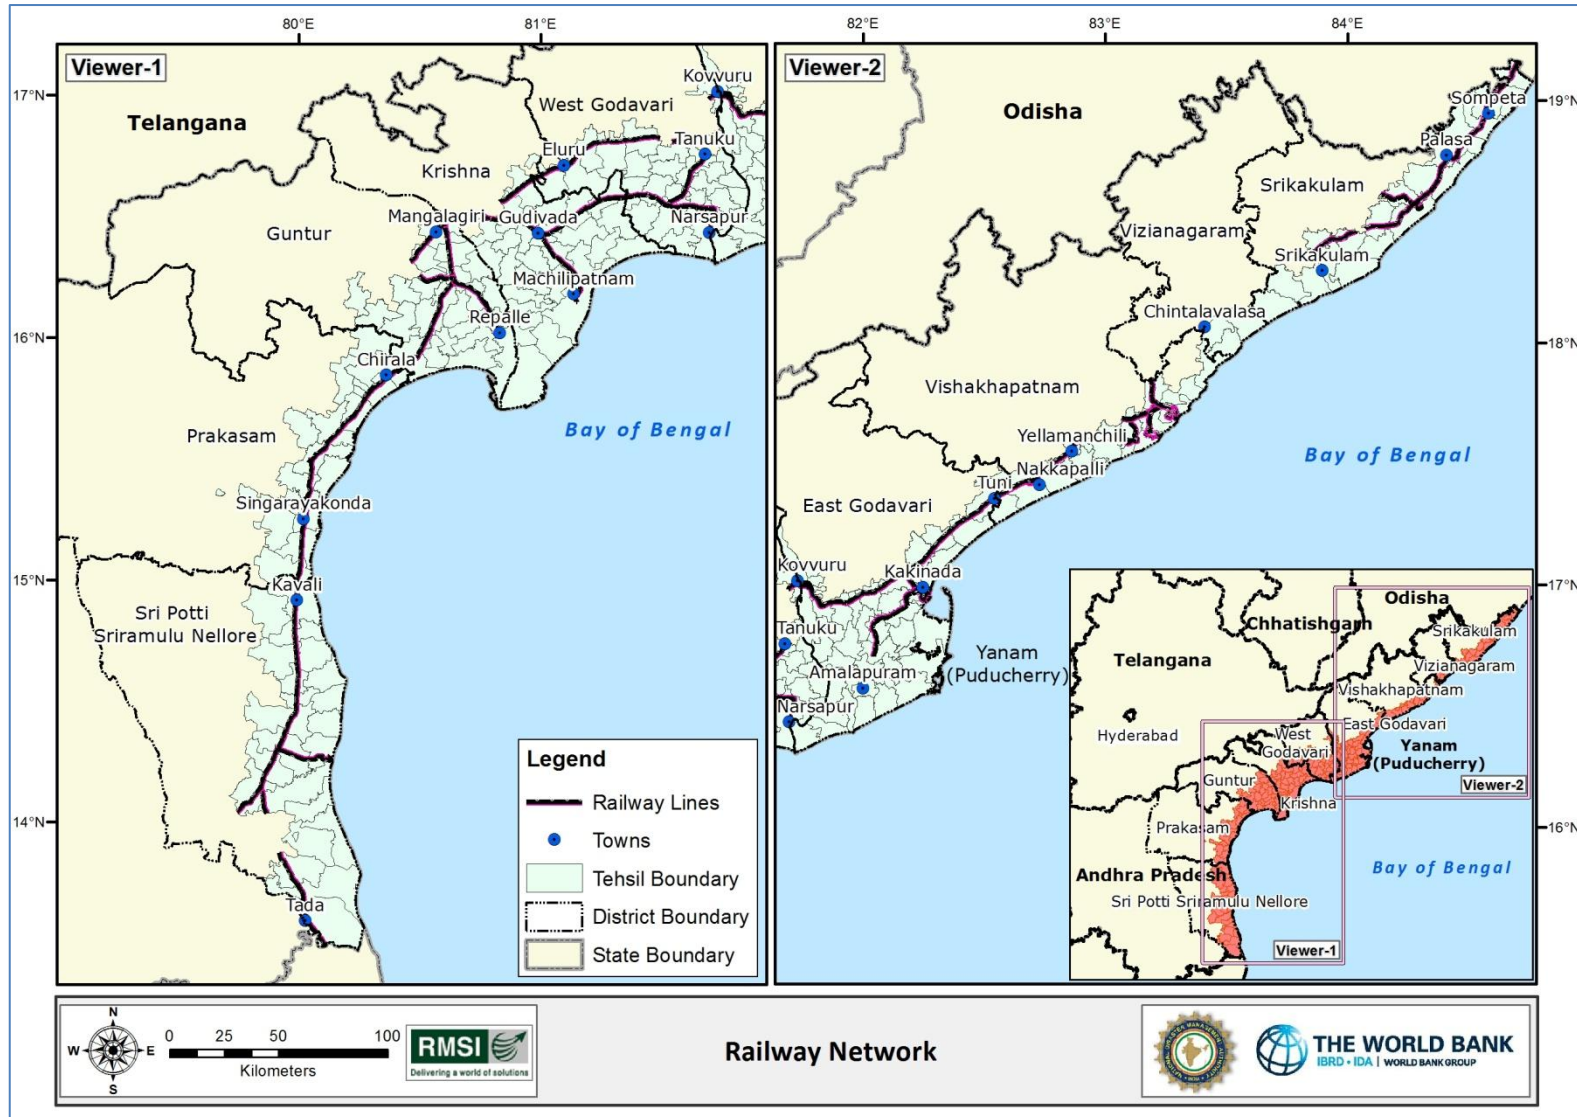 80°E
81°E
82°E
83°E
84°E
17°N
16°N
15°N
14°N
Viewer-1
Kovvuru
West Godavari
Telangana
Tanuku
Eluru
Krishna
Mangalagiri
Gudivada
Narsapur
Guntur
Machilipatnam
Repalle
Chirala
Bay of Bengal
Prakasam
Singarayakonda
Kavali
Sri Potti
Sriramulu Nellore
Tada
Legend
Railway Lines
Towns
Tehsil Boundary
District Boundary
State Boundary
Viewer-2
Odisha
Sompeta
Palasa
Srikakulam
Vizianagaram
Srikakulam
Chintalavalasa
Vishakhapatnam
Yellamanchili
Nakkapalli
Tuni
Bay of Bengal
East Godavari
Kovvuru
Kakinada
Tanuku
Yanam
(Puducherry)
Amalapuram
Narsapur
19°N
18°N
17°N
16°N
Odisha
Chhatishgarh
Srikakulam
Telangana
Vizianagaram
Vishakhapatnam
East Godavari
Hyderabad
West
Godavari
Yanam
(Puducherry)
Viewer-2
Guntur
Krishna
Prakasam
Bay of Bengal
Andhra Pradesh
Sri Potti Sriramulu Nellore
Viewer-1
N
W
E
S
0 25 50 100
Kilometers
RMSI
Delivering a world of solutions
Railway Network
THE WORLD BANK
IBRD • IDA | WORLD BANK GROUP